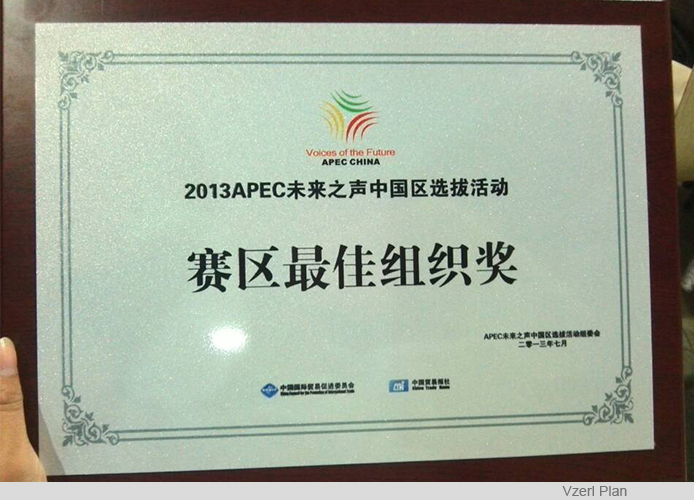 Voices of the Future
APEC CHINA
2013APEC未来之声中国区选拔活动
赛区最佳组织奖
APEC未来之声中国区选拔活动组委会
二零一三年七月
中国国际贸易促进委员会
China Council for the Promotion of International Trade
中国贸易报社
China Trade News
Vzerl Plan